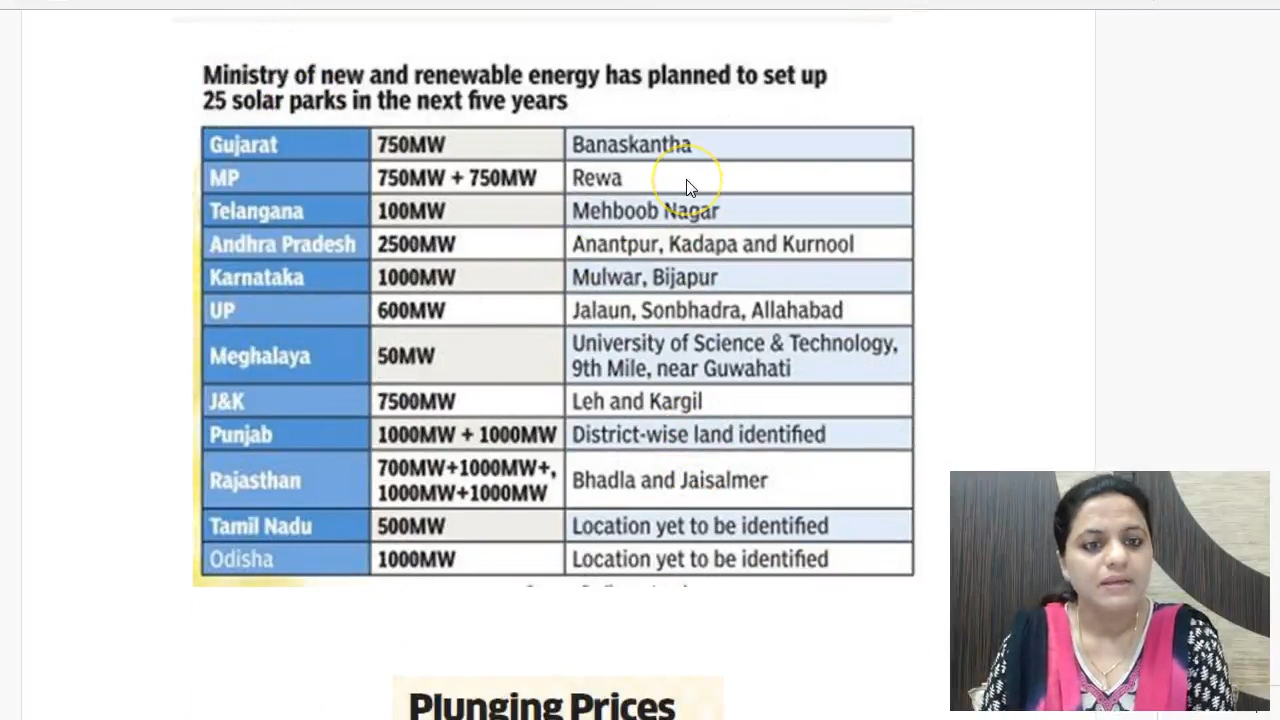 Ministry of new and renewable energy has planned to set up
25 solar parks in the next five years
Gujarat 750MW Banaskantha
MP 750MW + 750MW Rewa
Telangana 100MW Mehboob Nagar
Andhra Pradesh 2500MW Anantpur, Kadapa and Kurnool
Karnataka 1000MW Mulwar, Bijapur
UP 600MW Jalaun, Sonbhadra, Allahabad
Meghalaya 50MW University of Science & Technology,
9th Mile, near Guwahati
J&K 7500MW Leh and Kargil
Punjab 1000MW + 1000MW District-wise land identified
Rajasthan 700MW+1000MW+, Bhadla and Jaisalmer
1000MW+1000MW
Tamil Nadu 500MW Location yet to be identified
Odisha 1000MW Location yet to be identified
Plunging Prices